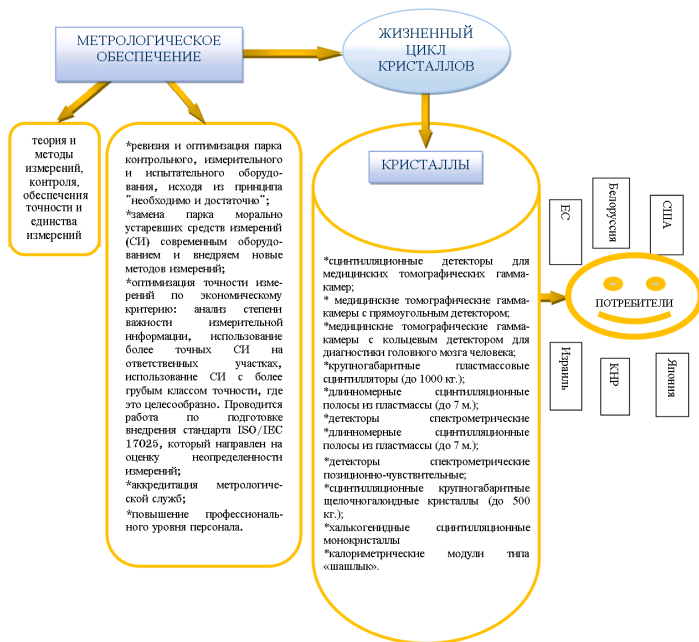 МЕТРОЛОГИЧЕСКОЕ
ОБЕСПЕЧЕНИЕ
ЖИЗНЕННЫЙ
ЦИКЛ
КРИСТАЛЛОВ
теория и
методы
измерений,
контроля,
обеспечения
точности и
единства
измерений
*ревизия и оптимизация парка
контрольного, измерительного
и испытательного оборудо-
вания, исходя из принципа
"необходимо и достаточно";
*замена парка морально
устаревших средств измерений
(СИ) современным оборудо-
ванием и внедряем новые
методов измерений;
*оптимизация точности изме-
рений по экономическому
критерию: анализ степени
важности измерительной
информации, использование
более точных СИ на
ответственных участках,
использование СИ с более
грубым классом точности, где
это целесообразно. Проводится
работа по подготовке
внедрения стандарта ISO/IEC
17025, который направлен на
оценку неопределенности
измерений;
*аккредитация метрологиче-
ской служб;
*повышение профессиональ-
ного уровня персонала.
КРИСТАЛЛЫ
*сцинтилляционные детекторы для
медицинских томографических гамма-
камер;
* медицинские томографические гамма-
камеры с прямоугольным детектором;
*медицинские томографические гамма-
камеры с кольцевым детектором для
диагностики головного мозга человека;
*крупногабаритные пластмассовые
сцинтилляторы (до 1000 кг.);
*длинномерные сцинтилляционные
полосы из пластмассы (до 7 м.);
*детекторы спектрометрические
*длинномерные сцинтилляционные
полосы из пластмассы (до 7 м.);
*детекторы спектрометрические
позиционно-чувствительные;
*сцинтилляционные крупногабаритные
щелочногалоидные кристаллы (до 500
кг.);
*халькогенидные сцинтилляционные
монокристаллы
*калориметрические модули типа
«шашлык».
ЕС
Белоруссия
США
ПОТРЕБИТЕЛИ
Израиль
КНР
Япония